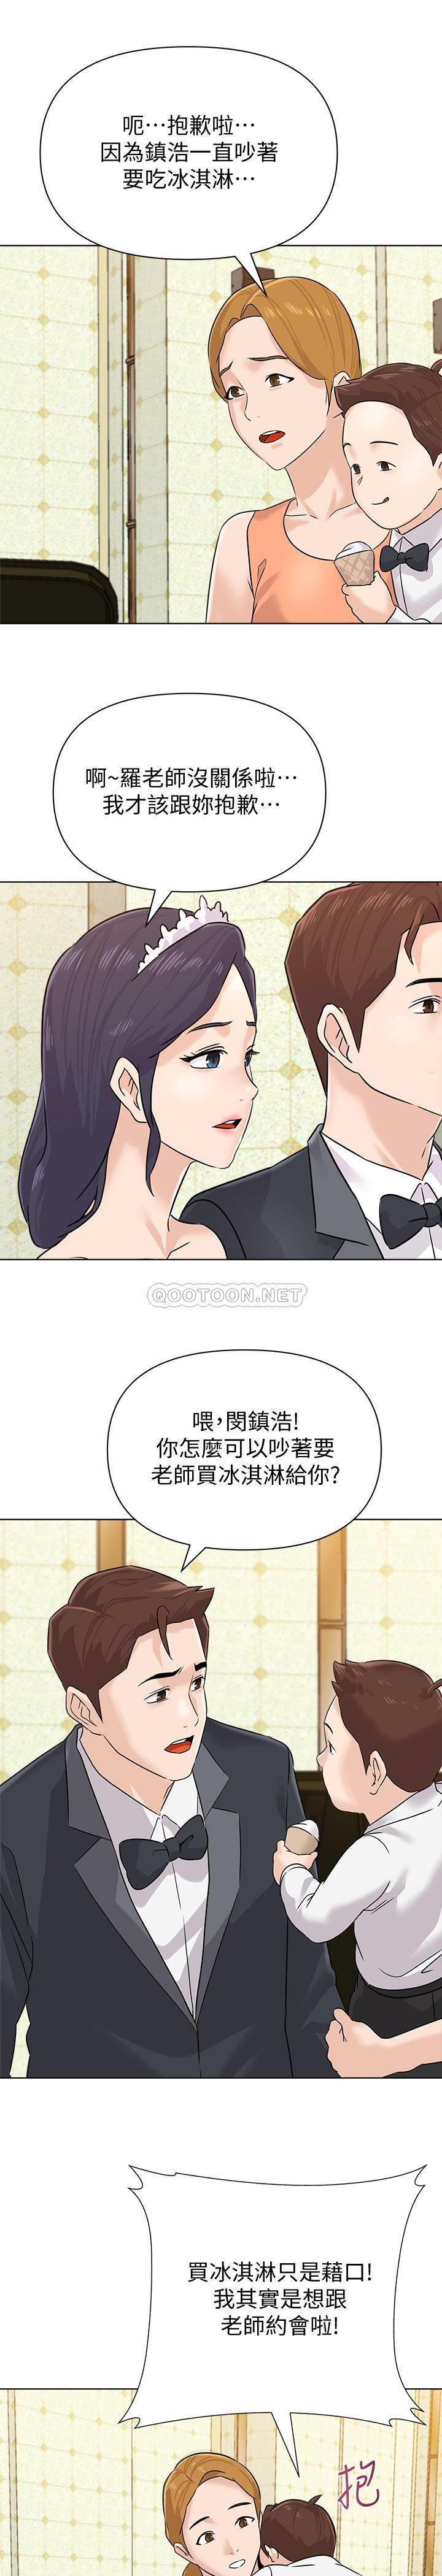 呃⋯抱歉啦⋯
因為鎮浩一直吵著
要吃冰淇淋⋯
啊~羅老師沒關係啦⋯
我才該跟妳抱歉⋯
QOOTOON.NET
喂，閔鎮浩!
你怎麼可以吵著要
老師買冰淇淋給你?
買冰淇淋只是藉口!
我其實是想跟
老師約會啦!
抱